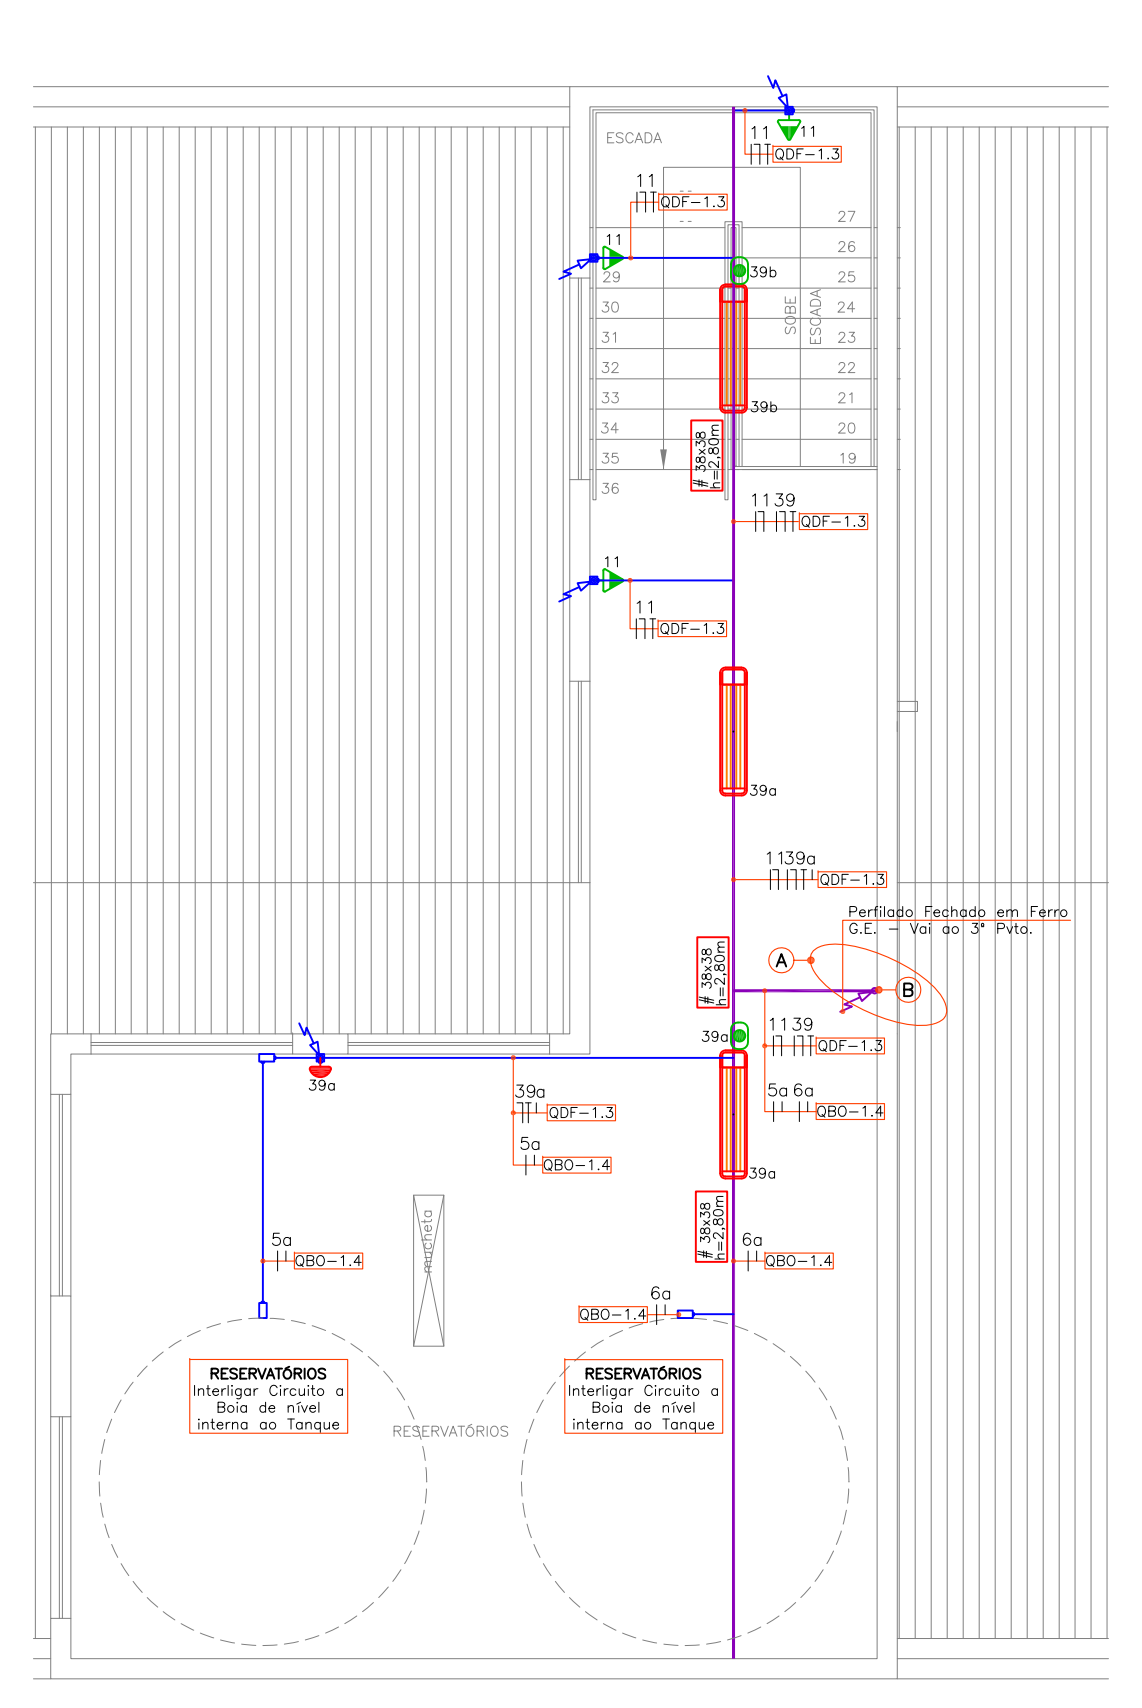 ESCADA
11
11
QDF-1.3
11
QDF-1.3
11
27
26
25
24
23
22
21
20
19
29
30
31
32
33
34
35
36
39b
SOBE
ESCADA
39b
# 38x38
h=2,80m
11 39
QDF-1.3
11
11
QDF-1.3
39a
11 39a
QDF-1.3
Perfilado Fechado em Ferro
G.E. - Vai ao 3° Pvto.
A
B
# 38x38
h=2,80m
39a
11 39
QDF-1.3
5a 6a
QBO-1.4
39a
39a
QDF-1.3
5a
QBO-1.4
39a
# 38x38
h=2,80m
mucheta
5a
QBO-1.4
6a
QBO-1.4
6a
QBO-1.4
RESERVATÓRIOS
Interligar Circuito a
Boia de nível
interna ao Tanque
RESERVATÓRIOS
Interligar Circuito a
Boia de nível
interna ao Tanque
RESERVATÓRIOS